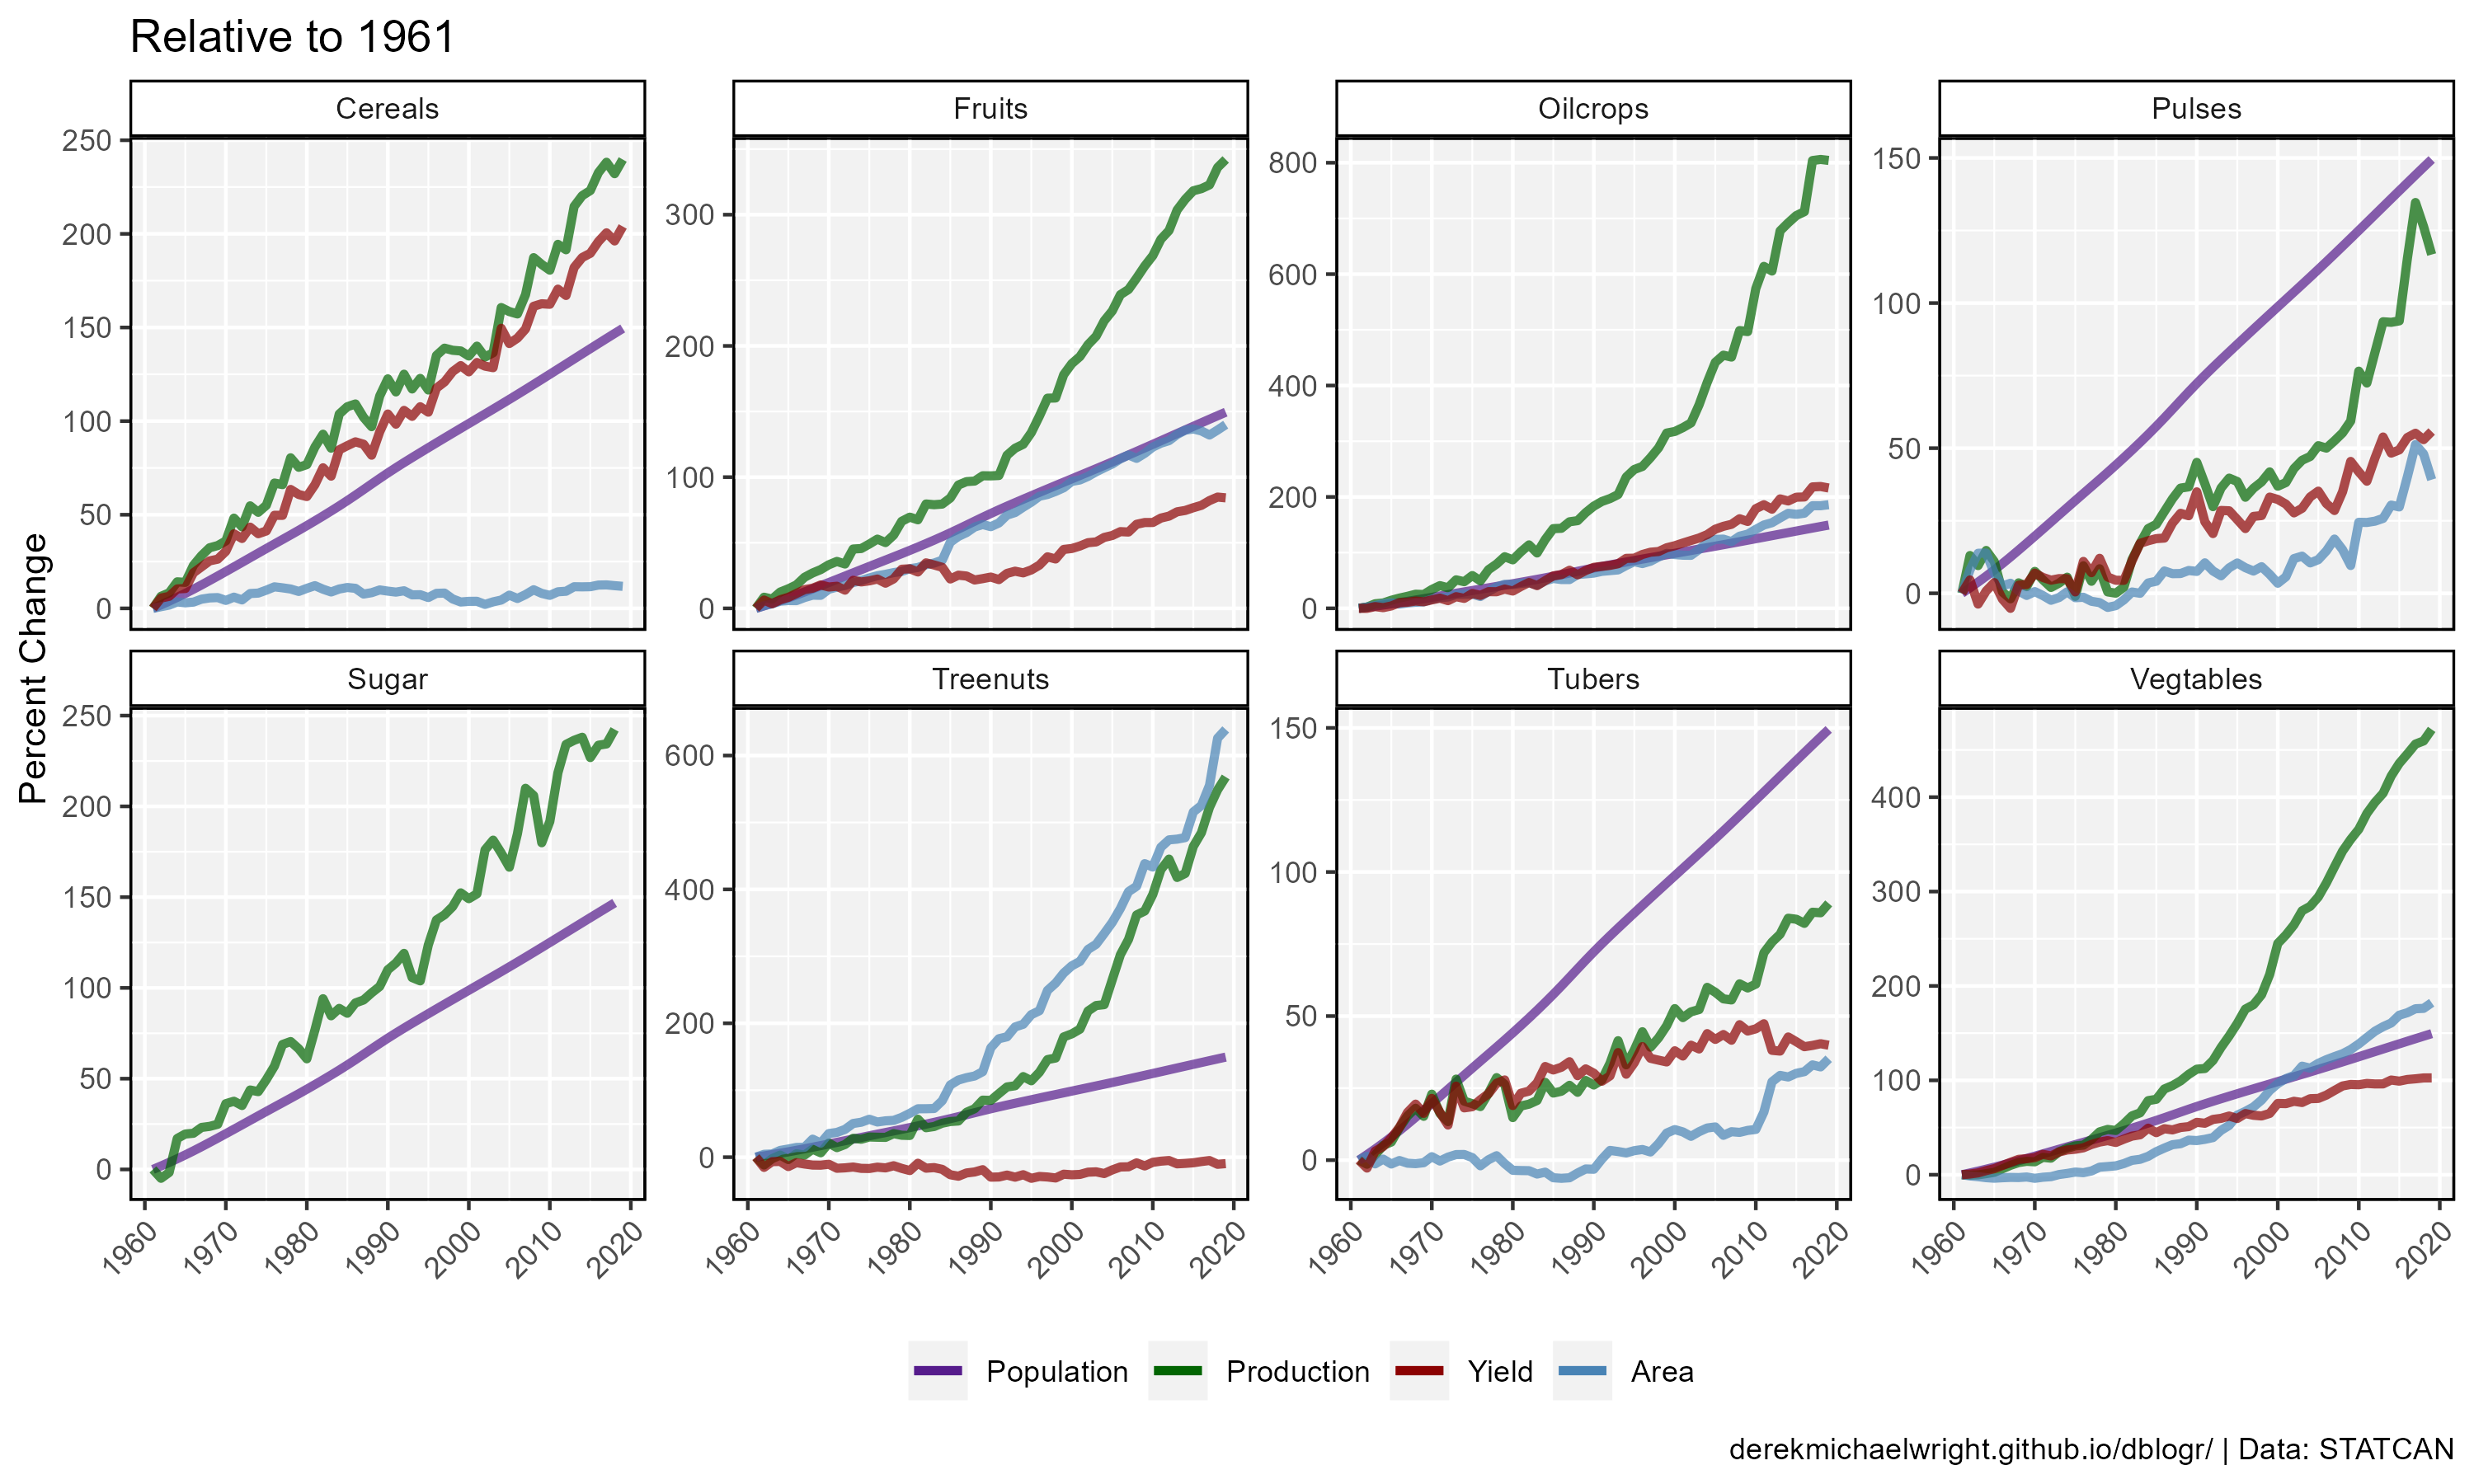 Relative to 1961
Cereals
Fruits
Oilcrops
Pulses
250
200
150
100
50
0
300
200
100
0
800
600
400
200
0
150
100
50
0
Percent Change
Sugar
Treenuts
Tubers
Vegtables
250
200
150
100
50
0
600
400
200
0
150
100
50
0
400
300
200
100
0
1960 1970 1980 1990 2000 2010 2020
1960 1970 1980 1990 2000 2010 2020
1960 1970 1980 1990 2000 2010 2020
1960 1970 1980 1990 2000 2010 2020
Population Production Yield Area
derekmichaelwright.github.io/dblogr/ | Data: STATCAN